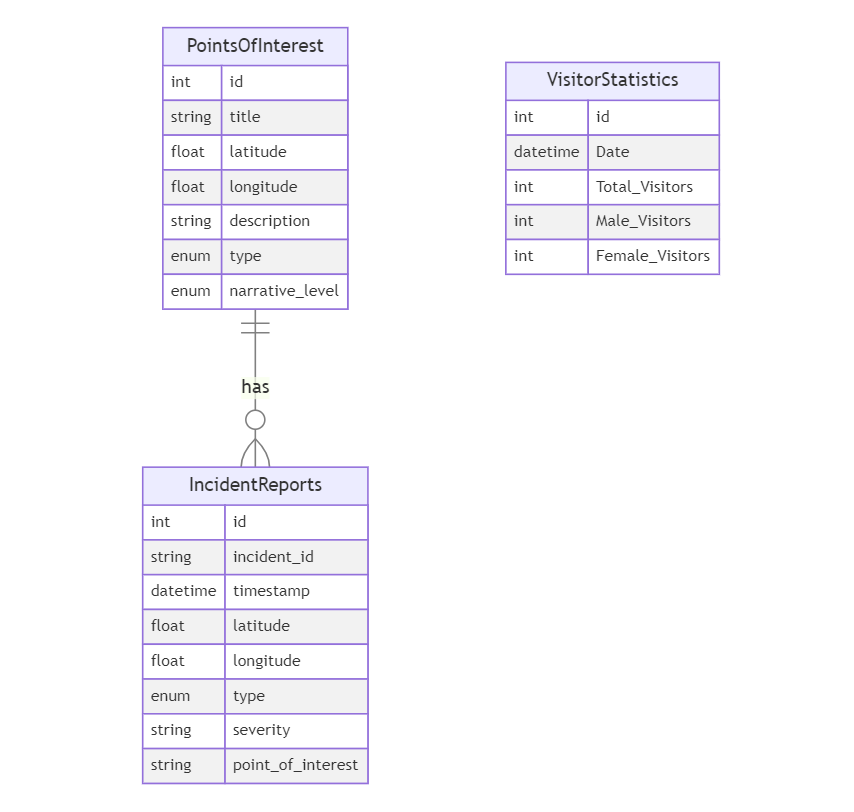 PointsOfInterest
int id
string title
float latitude
float longitude
string description
enum type
enum narrative_level
has
IncidentReports
int id
string incident_id
datetime timestamp
float latitude
float longitude
enum type
string severity
string point_of_interest
VisitorStatistics
int id
datetime Date
int Total_Visitors
int Male_Visitors
int Female_Visitors